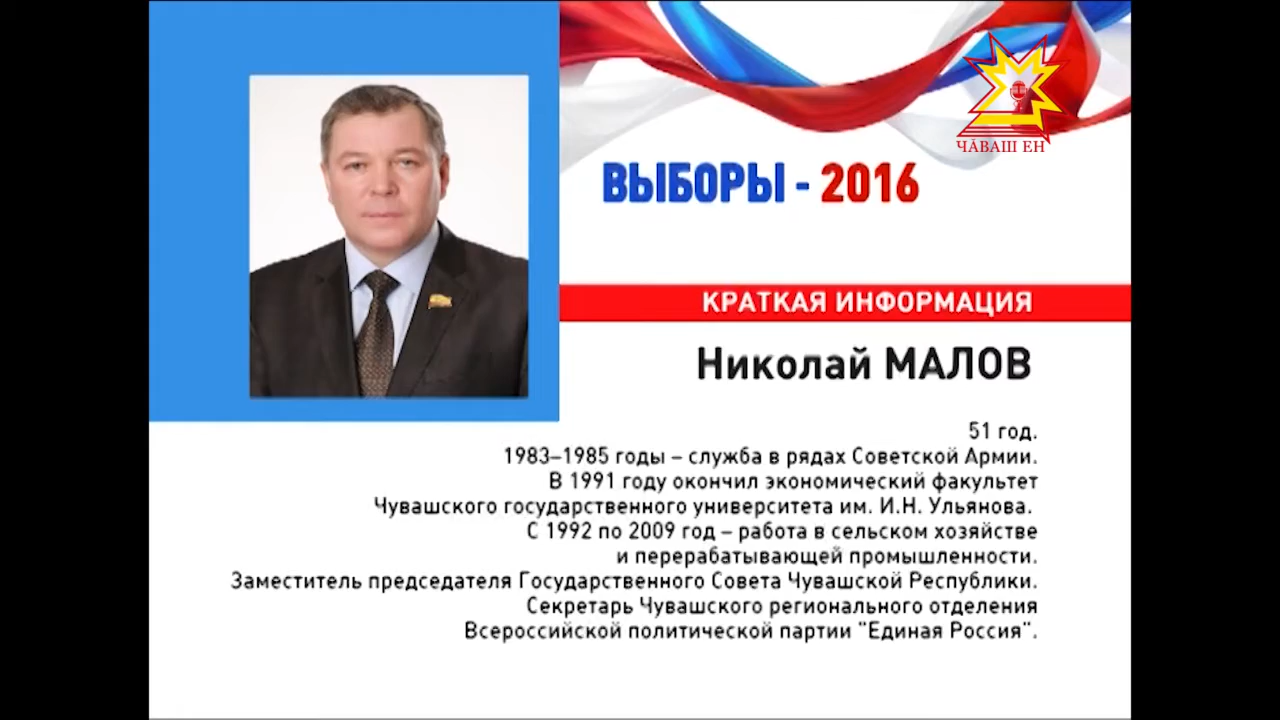 ЧӐВАШ ЕН
ВЫБОРЫ - 2016
КРАТКАЯ ИНФОРМАЦИЯ
Николай МАЛОВ
51 год.
1983–1985 годы – служба в рядах Советской Армии.
В 1991 году окончил экономический факультет
Чувашского государственного университета им. И.Н. Ульянова.
С 1992 по 2009 год – работа в сельском хозяйстве
и перерабатывающей промышленности.
Заместитель председателя Государственного Совета Чувашской Республики.
Секретарь Чувашского регионального отделения
Всероссийской политической партии "Единая Россия".